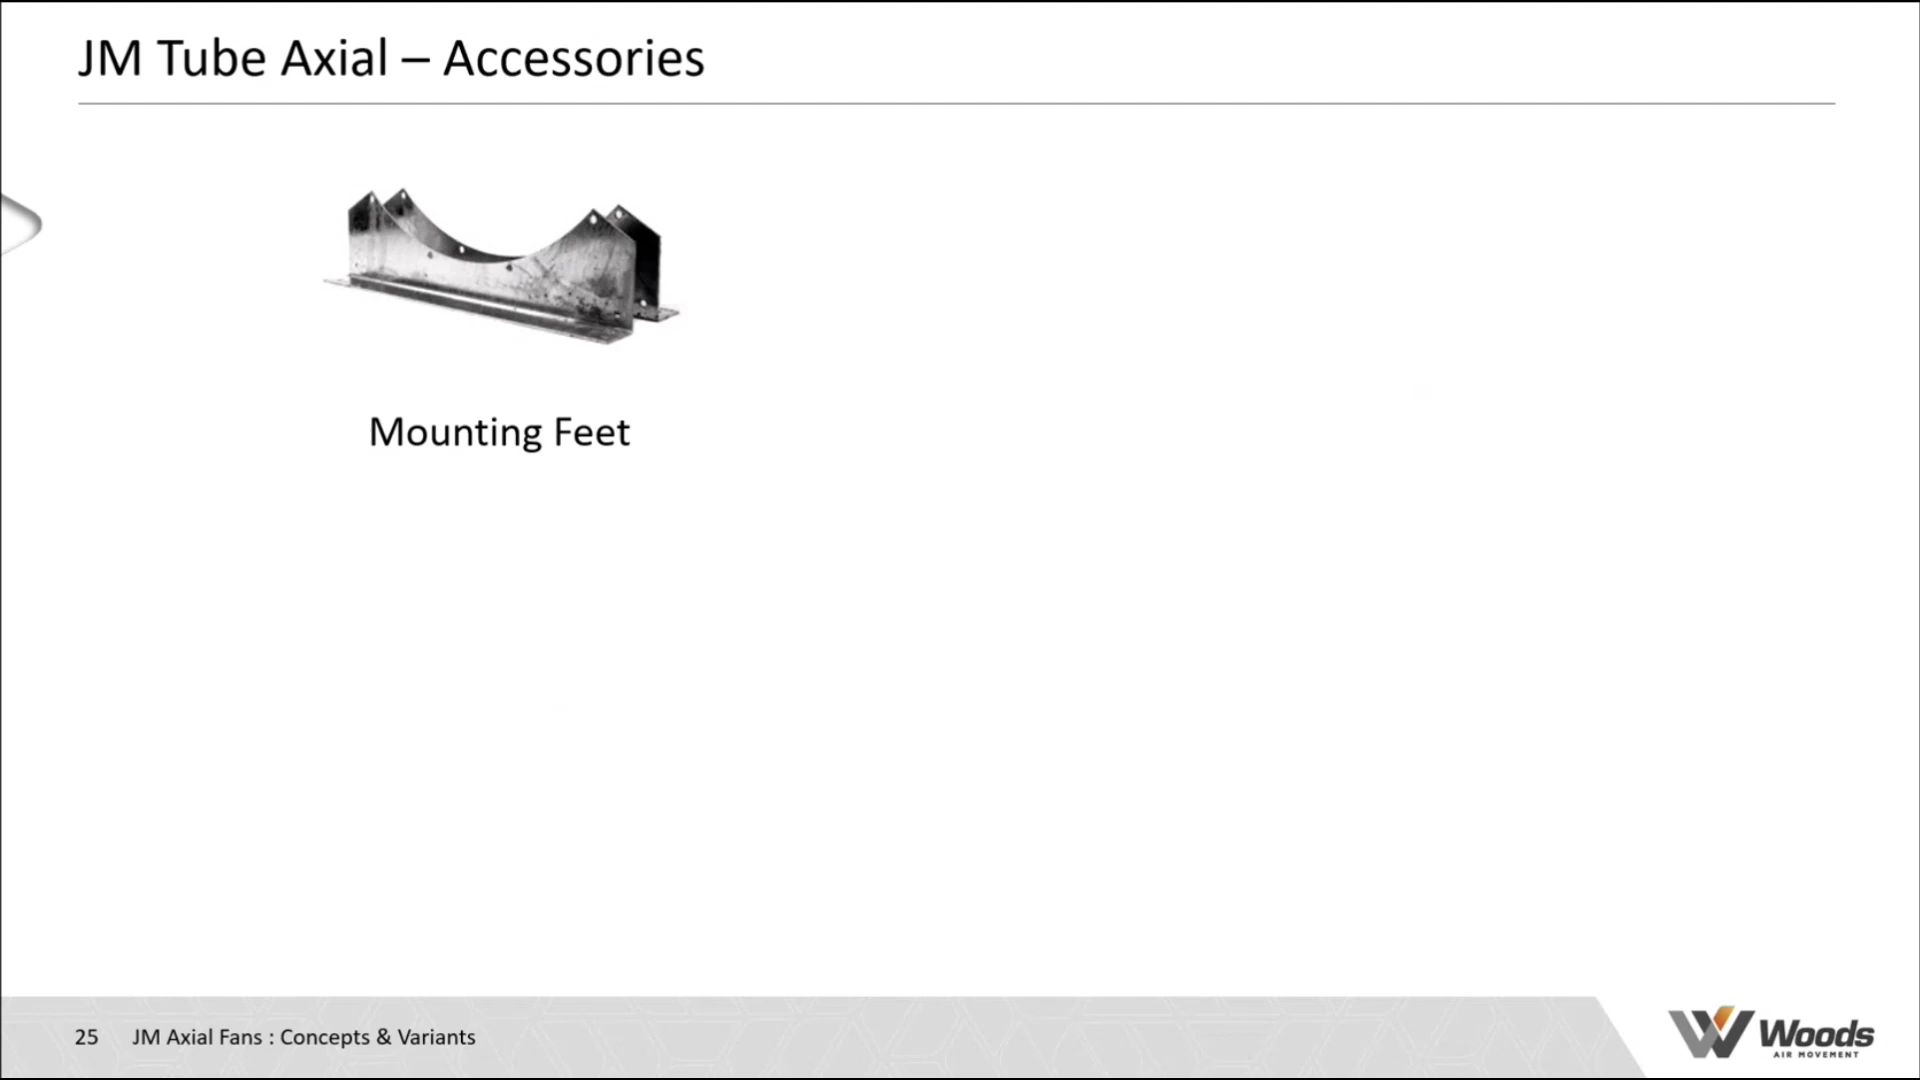 JM Tube Axial – Accessories
Mounting Feet
25 JM Axial Fans : Concepts & Variants
Woods
AIR MOVEMENT